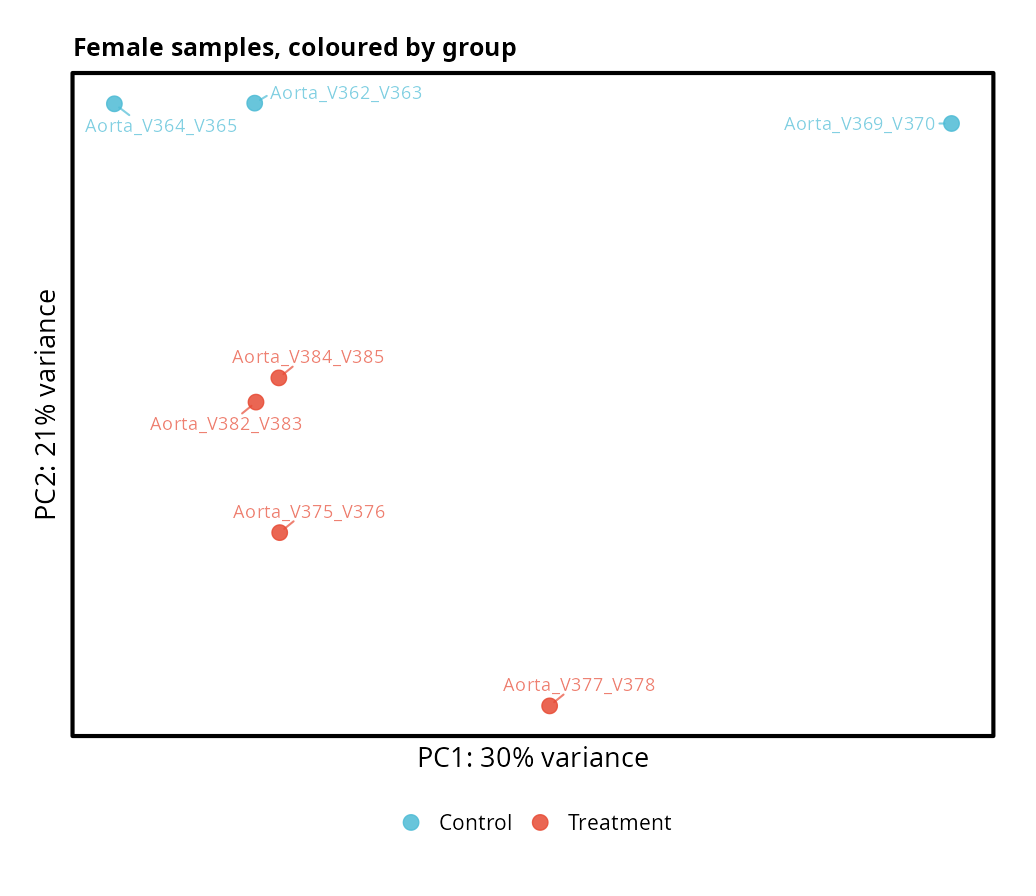 Female samples, coloured by group
Aorta_V362_V363
Aorta_V364_V365
Aorta_V369_V370
Aorta_V384_V385
Aorta_V382_V383
Aorta_V375_V376
Aorta_V377_V378
PC2: 21% variance
PC1: 30% variance
Control
Treatment